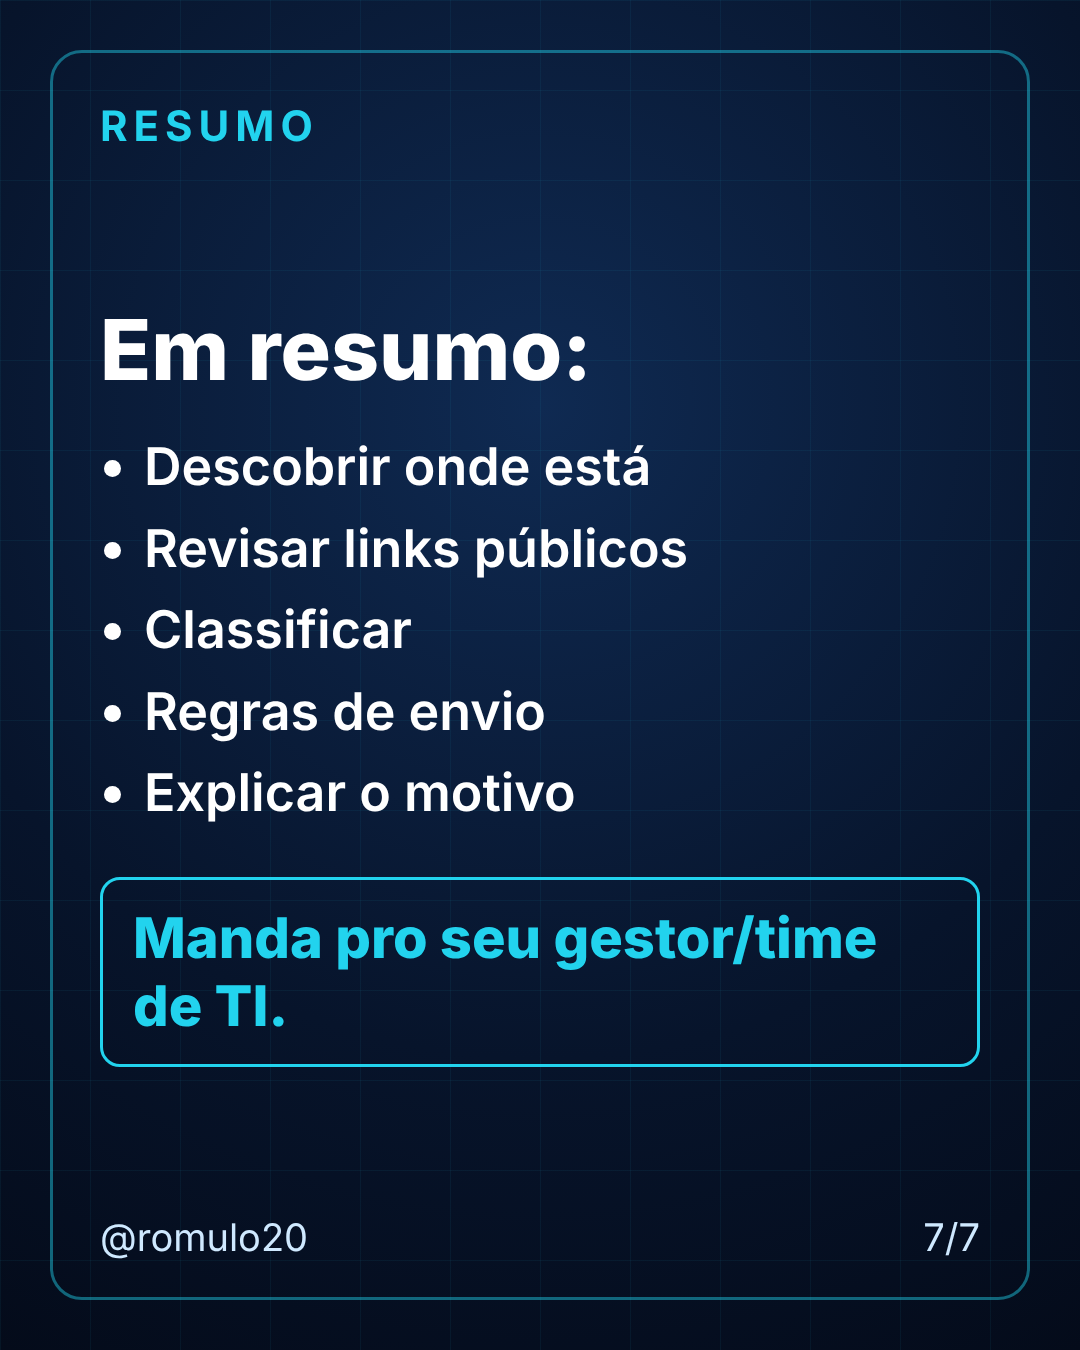 RESUMO
Em resumo:
• Descobrir onde está
• Revisar links públicos
• Classificar
• Regras de envio
• Explicar o motivo
Manda pro seu gestor/time
de TI.
@romulo20
7/7